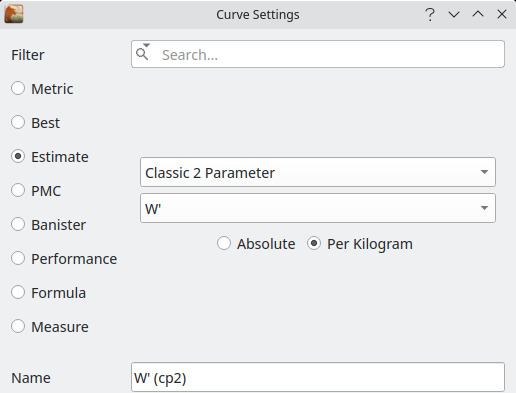 Curve Settings
Filter
Search...
Metric
Best
Estimate
Classic 2 Parameter
PMC
W'
Banister
Absolute
Per Kilogram
Performance
Formula
Measure
Name
W' (cp2)